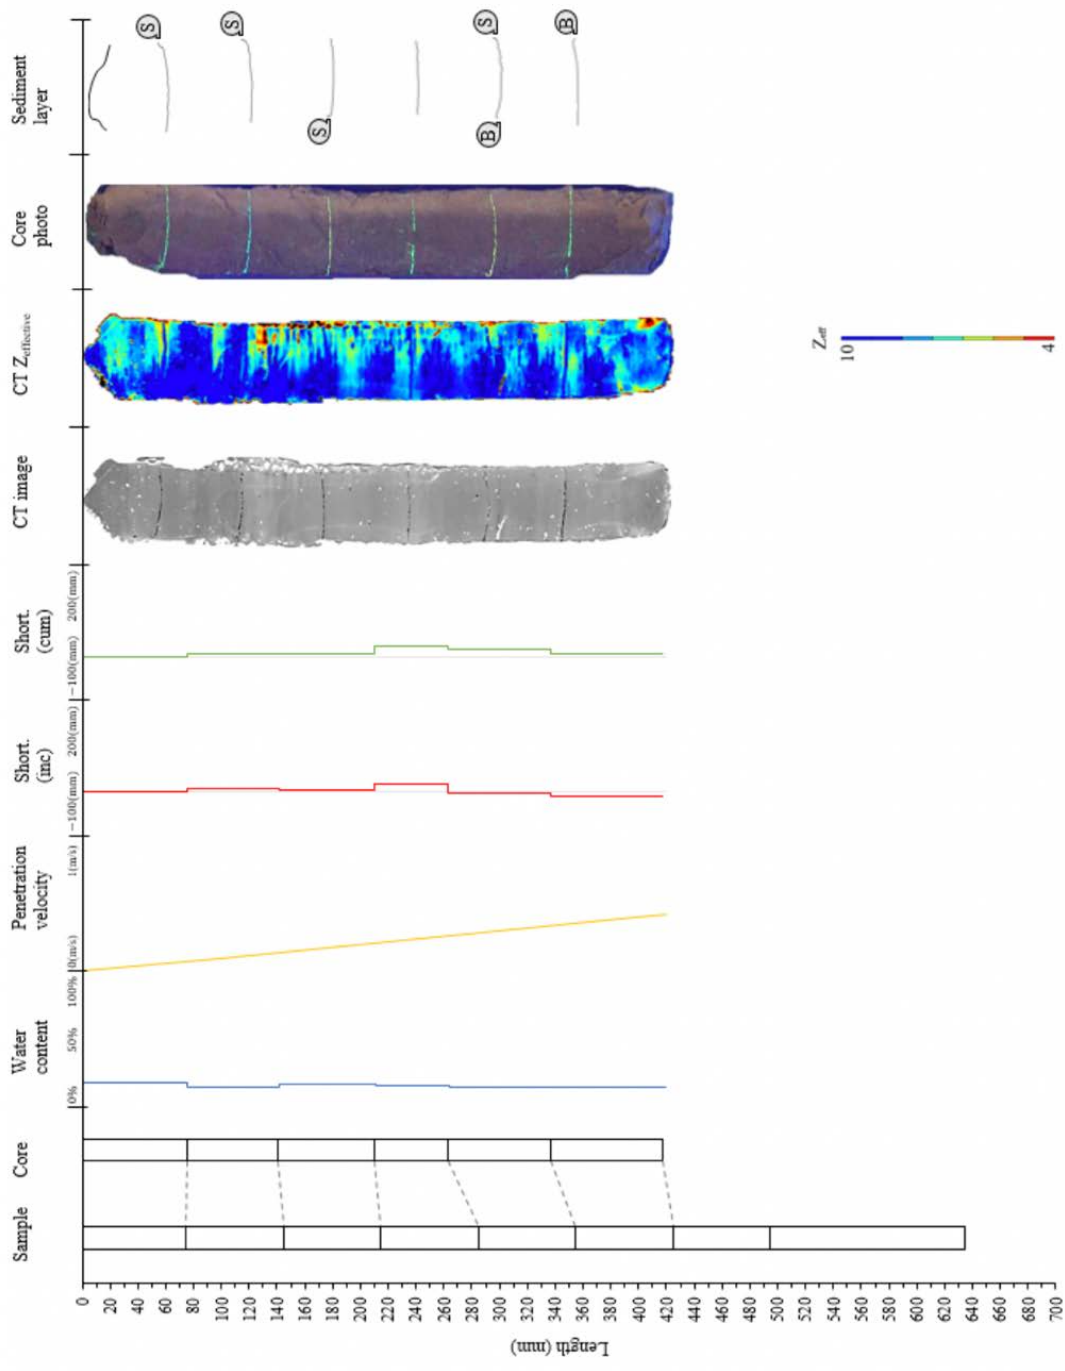 Sample
Core
Water
content
0%
50%
100%
Penetration
velocity
0(m/s)
1(m/s)
Short.
(inc)
−100(mm)
200(mm)
Short.
(cum)
−100(mm)
200(mm)
CT image
CT Zeffective
Core
photo
Sediment
layer
S
S
S
B
S
B
Zeff
10
4
Length (mm)
0
20
40
60
80
100
120
140
160
180
200
220
240
260
280
300
320
340
360
380
400
420
440
460
480
500
520
540
560
580
600
620
640
660
680
700